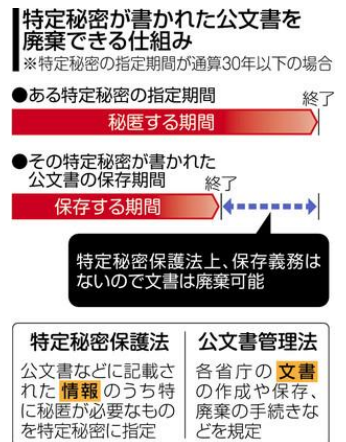 特定秘密が書かれた公文書を
廃棄できる仕組み
※特定秘密の指定期間が通算30年以下の場合
●ある特定秘密の指定期間
終了
秘匿する期間
●その特定秘密が書かれた
公文書の保存期間
終了
保存する期間
特定秘密保護法上、保存義務は
ないので文書は廃棄可能
特定秘密保護法
公文書などに記載さ
れた情報のうち特
に秘匿が必要なもの
を特定秘密に指定
公文書管理法
各省庁の文書
の作成や保存、
廃棄の手続きな
どを規定